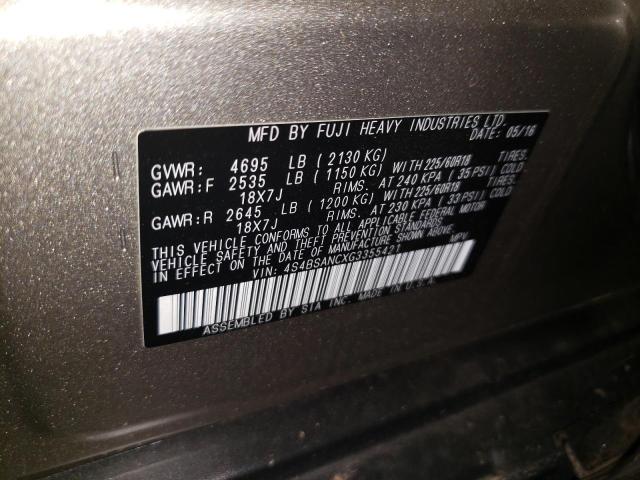 MFD BY FUJI HEAVY INDUSTRIES LTD.
DATE: 05/16
GVWR: 4695 LB (2130 KG)
GAWR:F 2535 LB (1150 KG) WITH 225/60R18 TIRES.
18X7J RIMS. AT 240 KPA (35 PSI) COLD
GAWR:R 2645 LB (1200 KG) WITH 225/60R18 TIRES.
18X7J RIMS. AT 230 KPA (33 PSI) COLD
THIS VEHICLE CONFORMS TO ALL APPLICABLE FEDERAL MOTOR
VEHICLE SAFETY AND THEFT PREVENTION STANDARDS
IN EFFECT ON THE DATE OF MANUFACTURE SHOWN ABOVE.
VIN: 4S4BSANCXG3355421 MPV
ASSEMBLED BY SIA INC. MADE IN U.S.A.